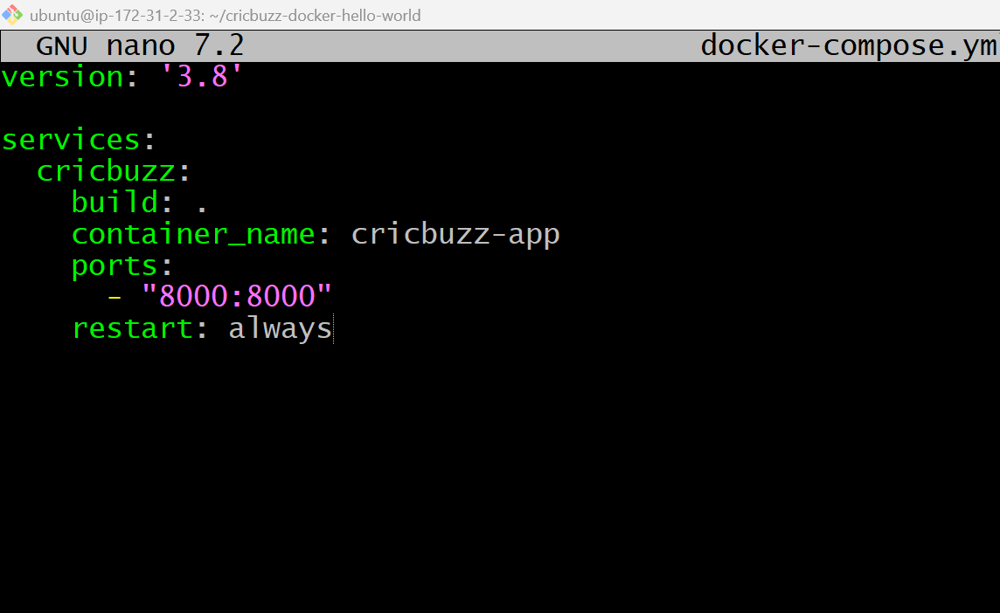 ubuntu@ip-172-31-2-33: ~/cricbuzz-docker-hello-world
GNU nano 7.2 docker-compose.ym
version: '3.8'
services:
  cricbuzz:
    build: .
    container_name: cricbuzz-app
    ports:
      - "8000:8000"
    restart: always